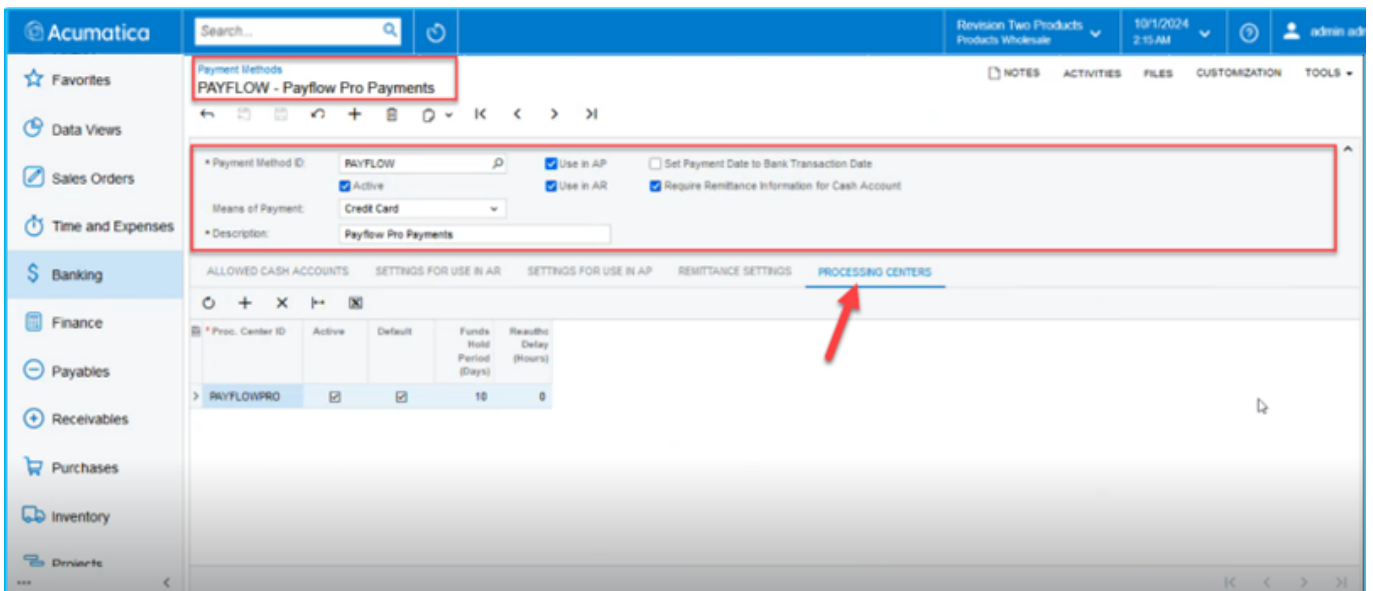 Acumatica
Search...
Revision Two Products
Products Wholesale
10/1/2024
2:15 AM
admin adr
Favorites
Data Views
Sales Orders
Time and Expenses
Banking
Finance
Payables
Receivables
Purchases
Inventory
Projects
Payment Methods
PAYFLOW - Payflow Pro Payments
NOTES ACTIVITIES FILES CUSTOMIZATION TOOLS
* Payment Method ID: PAYFLOW Use in AP Set Payment Date to Bank Transaction Date
Active Use in AR Require Remittance Information for Cash Account
Means of Payment: Credit Card
* Description: Payflow Pro Payments
ALLOWED CASH ACCOUNTS SETTINGS FOR USE IN AR SETTINGS FOR USE IN AP REMITTANCE SETTINGS PROCESSING CENTERS
* Proc. Center ID Active Default Funds Hold Period (Days) Reautho Delay (Hours)
PAYFLOWPRO 10 0